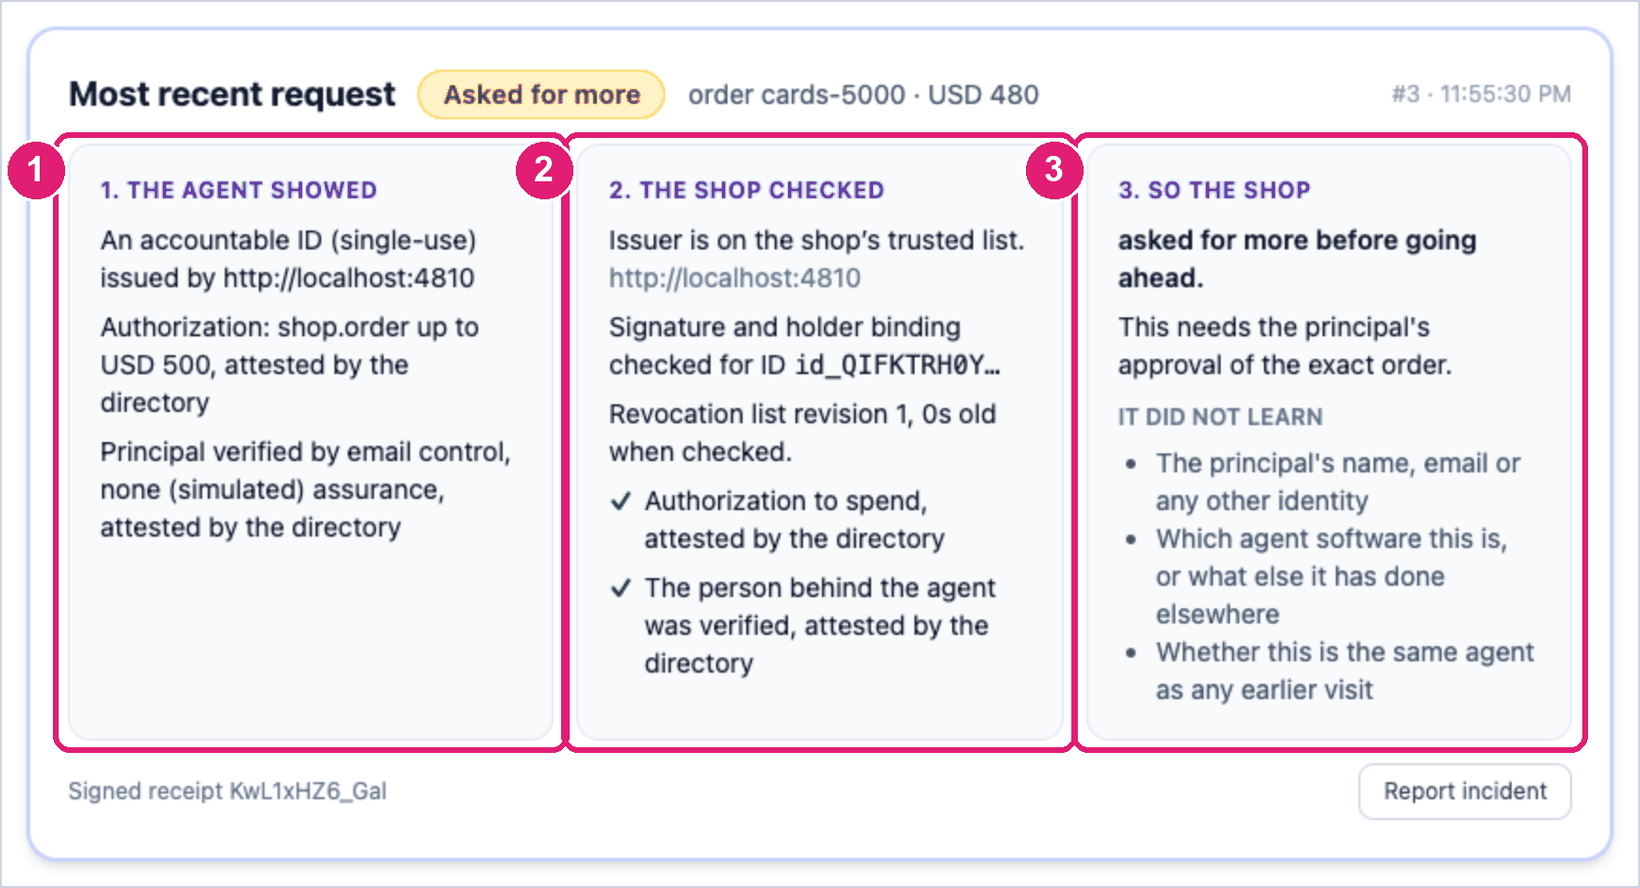 Most recent request
Asked for more
order cards-5000 · USD 480
#3 · 11:55:30 PM
1
1. THE AGENT SHOWED
An accountable ID (single-use)
issued by http://localhost:4810
Authorization: shop.order up to
USD 500, attested by the
directory
Principal verified by email control,
none (simulated) assurance,
attested by the directory
2
2. THE SHOP CHECKED
Issuer is on the shop’s trusted list.
http://localhost:4810
Signature and holder binding
checked for ID id_QIFKTRH0Y…
Revocation list revision 1, 0s old
when checked.
✓ Authorization to spend,
attested by the directory
✓ The person behind the agent
was verified, attested by the
directory
3
3. SO THE SHOP
asked for more before going
ahead.
This needs the principal's
approval of the exact order.
IT DID NOT LEARN
• The principal's name, email or
any other identity
• Which agent software this is,
or what else it has done
elsewhere
• Whether this is the same agent
as any earlier visit
Signed receipt KwL1xHZ6_Gal
Report incident